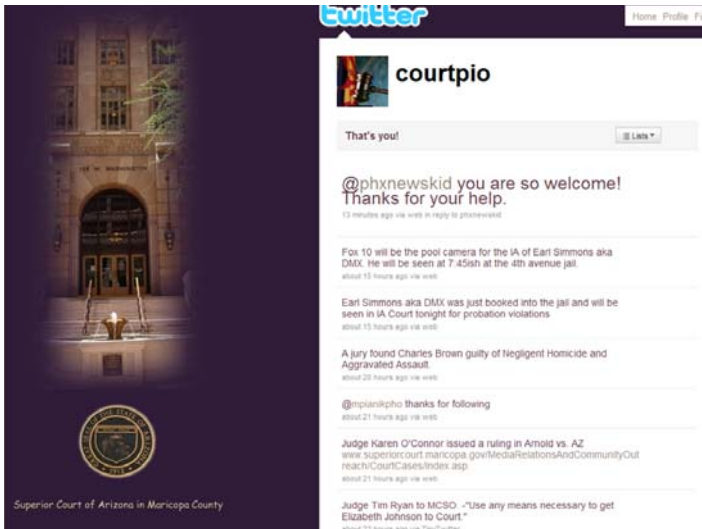 twitter
Home Profile
courtpio
That's you!
Lists
@phxnewskid you are so welcome!
Thanks for your help.
13 minutes ago via web in reply to phxnewskid
Fox 10 will be the pool camera for the IA of Earl Simmons aka
DMX. He will be seen at 7:45ish at the 4th avenue jail.
about 15 hours ago via web
Earl Simmons aka DMX was just booked into the jail and will be
seen in IA Court tonight for probation violations
about 15 hours ago via web
A jury found Charles Brown guilty of Negligent Homicide and
Aggravated Assault.
about 20 hours ago via web
@mpianikpho thanks for following
about 21 hours ago via web
Judge Karen O'Connor issued a ruling in Arnold vs. AZ
www.superiorcourt.maricopa.gov/MediaRelationsAndCommunityOut
reach/CourtCases/index.asp
about 21 hours ago via web
Judge Tim Ryan to MCSO. -"Use any means necessary to get
Elizabeth Johnson to Court."
WASHINGTON
1912
Superior Court of Arizona in Maricopa County